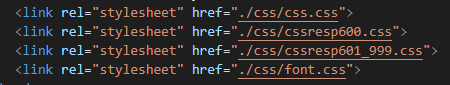 <link rel="stylesheet" href="./css/css.css">
<link rel="stylesheet" href="./css/cssresp600.css">
<link rel="stylesheet" href="./css/cssresp601_999.css">
<link rel="stylesheet" href="./css/font.css">